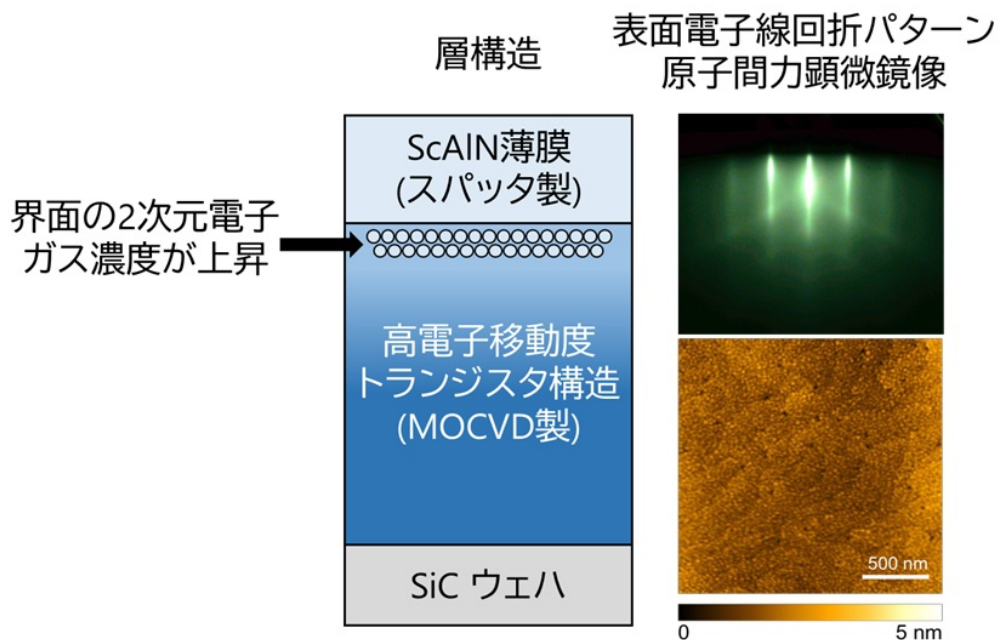 層構造
表面電子線回折パターン
原子間力顕微鏡像
ScAlN薄膜
(スパッタ製)
界面の2次元電子
ガス濃度が上昇
高電子移動度
トランジスタ構造
(MOCVD製)
SiC ウェハ
500 nm
0
5 nm